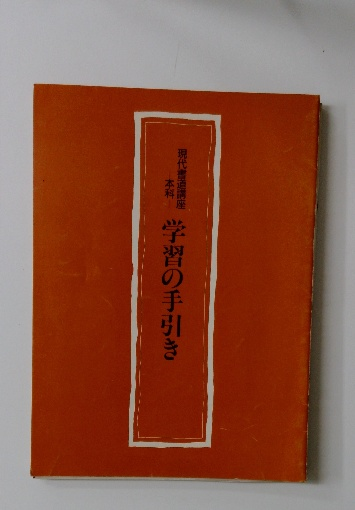 現代書道講座
―本科―
学習の手引き